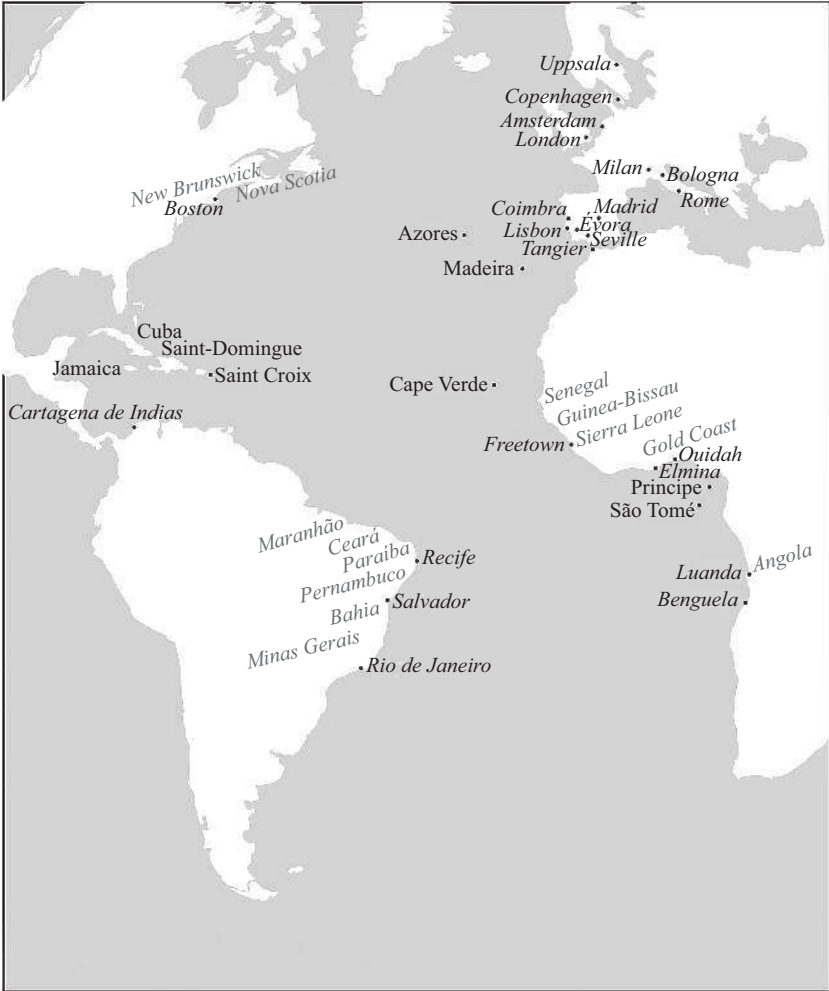 Uppsala
Copenhagen
Amsterdam
London
Milan
Bologna
Rome
New Brunswick
Nova Scotia
Boston
Coimbra
Madrid
Lisbon
Évora
Seville
Tangier
Azores
Madeira
Cuba
Saint-Domingue
Jamaica
Saint Croix
Cape Verde
Senegal
Guinea-Bissau
Sierra Leone
Cartagena de Indias
Freetown
Gold Coast
Ouidah
Elmina
Principe
São Tomé
Maranhão
Ceará
Paraíba
Recife
Pernambuco
Luanda
Angola
Bahia
Salvador
Benguela
Minas Gerais
Rio de Janeiro